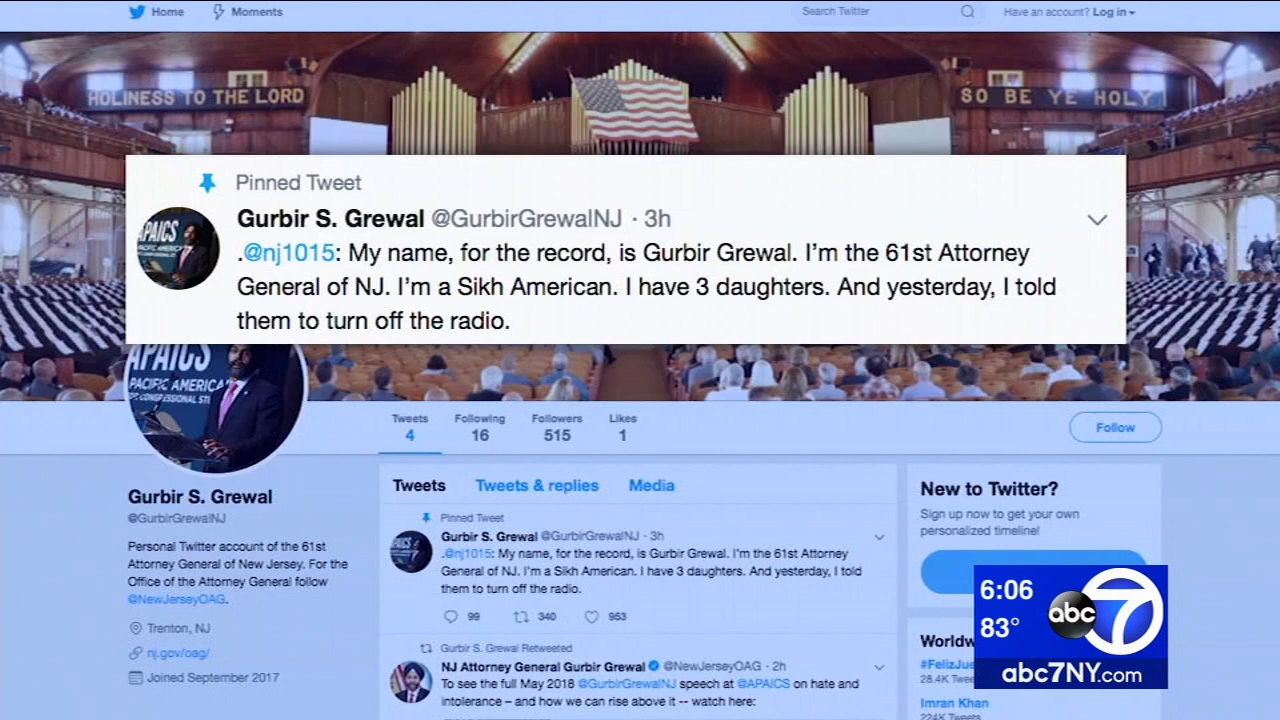 Home
Moments
Search Twitter
Have an account? Log in
HOLINESS TO THE LORD
SO BE YE HOLY
Pinned Tweet
Gurbir S. Grewal @GurbirGrewalNJ · 3h
.@nj1015: My name, for the record, is Gurbir Grewal. I'm the 61st Attorney
General of NJ. I'm a Sikh American. I have 3 daughters. And yesterday, I told
them to turn off the radio.
APAICS
PACIFIC AMERICA
CONGRESSIONAL STI
Tweets
4
Following
16
Followers
515
Likes
1
Follow
Gurbir S. Grewal
@GurbirGrewalNJ
Personal Twitter account of the 61st
Attorney General of New Jersey. For the
Office of the Attorney General follow
@NewJerseyOAG.
Trenton, NJ
nj.gov/oag/
Joined September 2017
Tweets
Tweets & replies
Media
Pinned Tweet
Gurbir S. Grewal @GurbirGrewalNJ · 3h
.@nj1015: My name, for the record, is Gurbir Grewal. I'm the 61st Attorney
General of NJ. I'm a Sikh American. I have 3 daughters. And yesterday, I told
them to turn off the radio.
99
340
953
Gurbir S. Grewal Retweeted
NJ Attorney General Gurbir Grewal @NewJerseyOAG · 2h
To see the full May 2018 @GurbirGrewalNJ speech at @APAICS on hate and
intolerance – and how we can rise above it -- watch here:
New to Twitter?
Sign up now to get your own
personalized timeline!
Worldw
#FelizJue
28.4K Twee
Imran Khan
224K Tweets
6:06
83°
abc 7
abc7NY.com